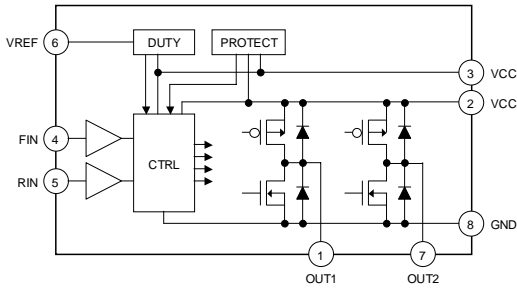 VREF 6 DUTY PROTECT
3 VCC
2 VCC
FIN 4
CTRL
RIN 5
8 GND
1 7
OUT1 OUT2